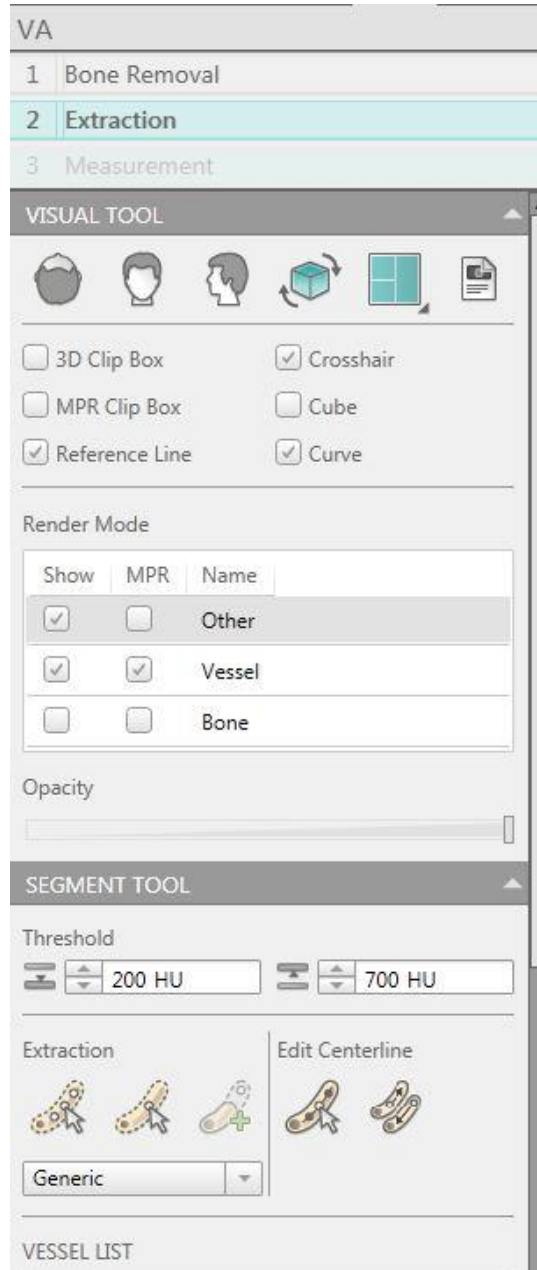 VA
1 Bone Removal
2 Extraction
3 Measurement
VISUAL TOOL
3D Clip Box Crosshair
MPR Clip Box Cube
Reference Line Curve
Render Mode
Show MPR Name
Other
Vessel
Bone
Opacity
SEGMENT TOOL
Threshold
200 HU 700 HU
Extraction Edit Centerline
Generic
VESSEL LIST